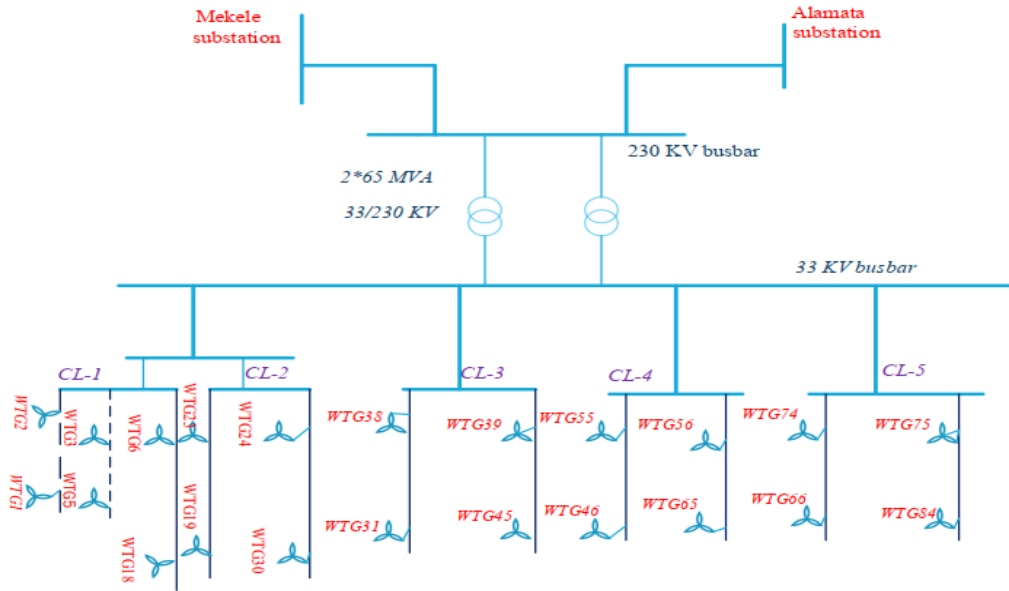 Mekele
substation
Alamata
substation
230 KV busbar
2*65 MVA
33/230 KV
33 KV busbar
CL-1
CL-2
CL-3
CL-4
CL-5
WTG2
WTG3
WTG6
WTG23
WTG24
WTG38
WTG39
WTG55
WTG56
WTG74
WTG75
WTG1
WTG5
WTG18
WTG19
WTG30
WTG31
WTG45
WTG46
WTG65
WTG66
WTG84